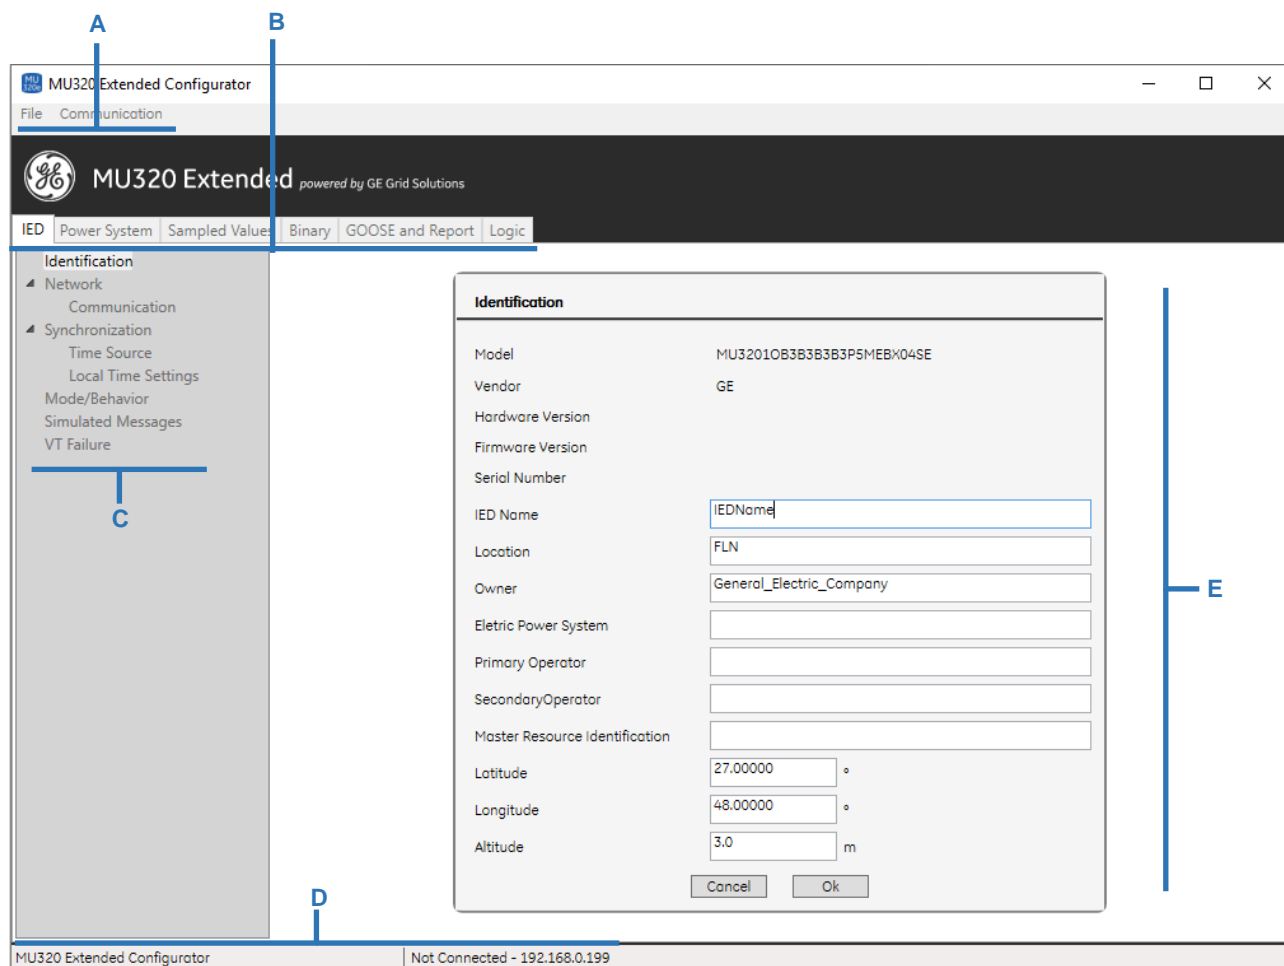 A
B
MU320e
MU320 Extended Configurator
File Communication
MU320 Extended powered by GE Grid Solutions
IED Power System Sampled Values Binary GOOSE and Report Logic
Identification
Network
Communication
Synchronization
Time Source
Local Time Settings
Mode/Behavior
Simulated Messages
VT Failure
C
Identification
Model MU3201OB3B3B3B3P5MEBX04SE
Vendor GE
Hardware Version
Firmware Version
Serial Number
IED Name IEDName
Location FLN
Owner General_Electric_Company
Eletric Power System
Primary Operator
SecondaryOperator
Master Resource Identification
Latitude 27.00000 °
Longitude 48.00000 °
Altitude 3.0 m
Cancel Ok
E
D
MU320 Extended Configurator Not Connected - 192.168.0.199